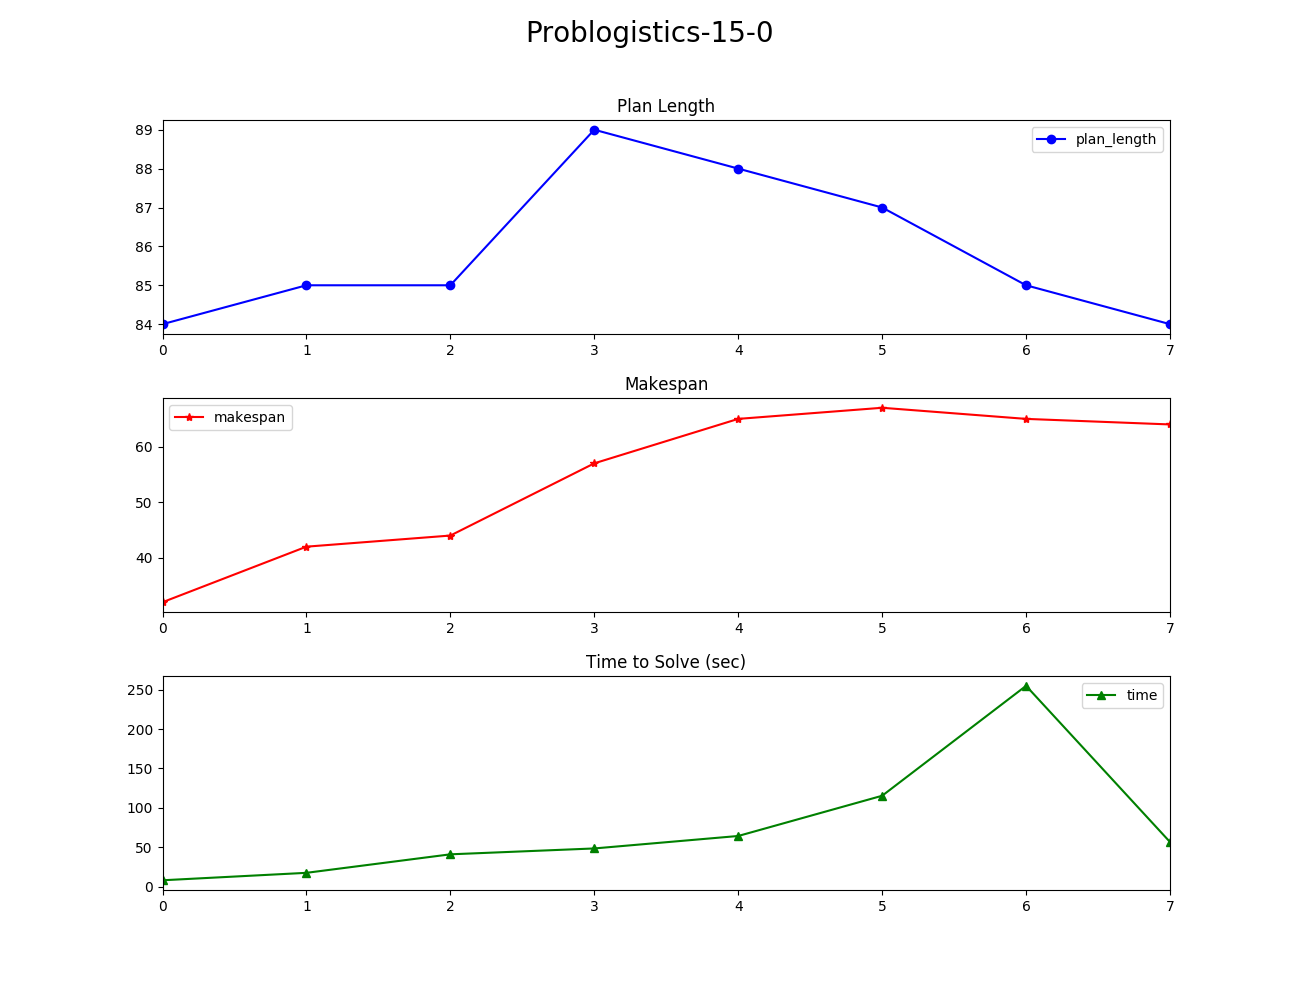 Problogistics-15-0
Plan Length
89
88
87
86
85
84
plan_length
0 1 2 3 4 5 6 7
Makespan
60
50
40
makespan
0 1 2 3 4 5 6 7
Time to Solve (sec)
250
200
150
100
50
0
time
0 1 2 3 4 5 6 7